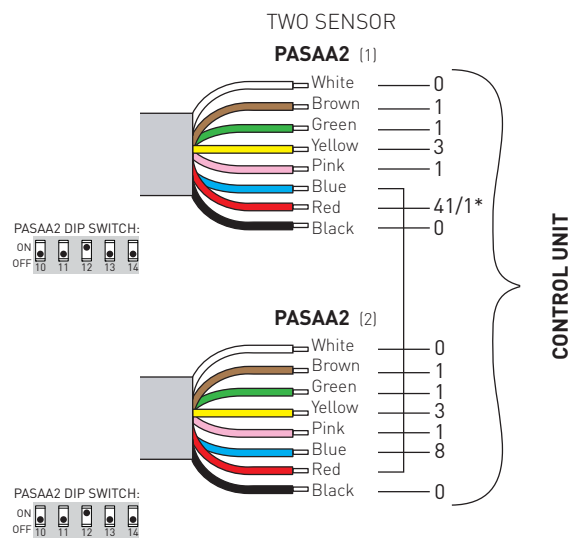 TWO SENSOR
PASAA2 (1)
White 0
Brown 1
Green 1
Yellow 3
Pink 1
Blue
Red 41/1*
Black 0
PASAA2 DIP SWITCH:
ON
OFF 10 11 12 13 14
CONTROL UNIT
PASAA2 (2)
White 0
Brown 1
Green 1
Yellow 3
Pink 1
Blue 8
Red
Black 0
PASAA2 DIP SWITCH:
ON
OFF 10 11 12 13 14